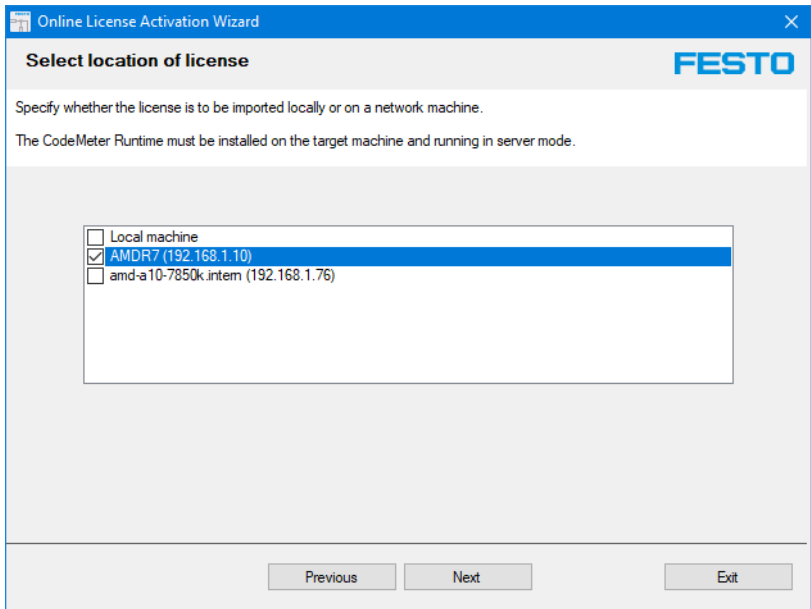 Online License Activation Wizard
Select location of license
FESTO
Specify whether the license is to be imported locally or on a network machine.
The CodeMeter Runtime must be installed on the target machine and running in server mode.
Local machine
AMDR7 (192.168.1.10)
amd-a10-7850k.intern (192.168.1.76)
Previous
Next
Exit